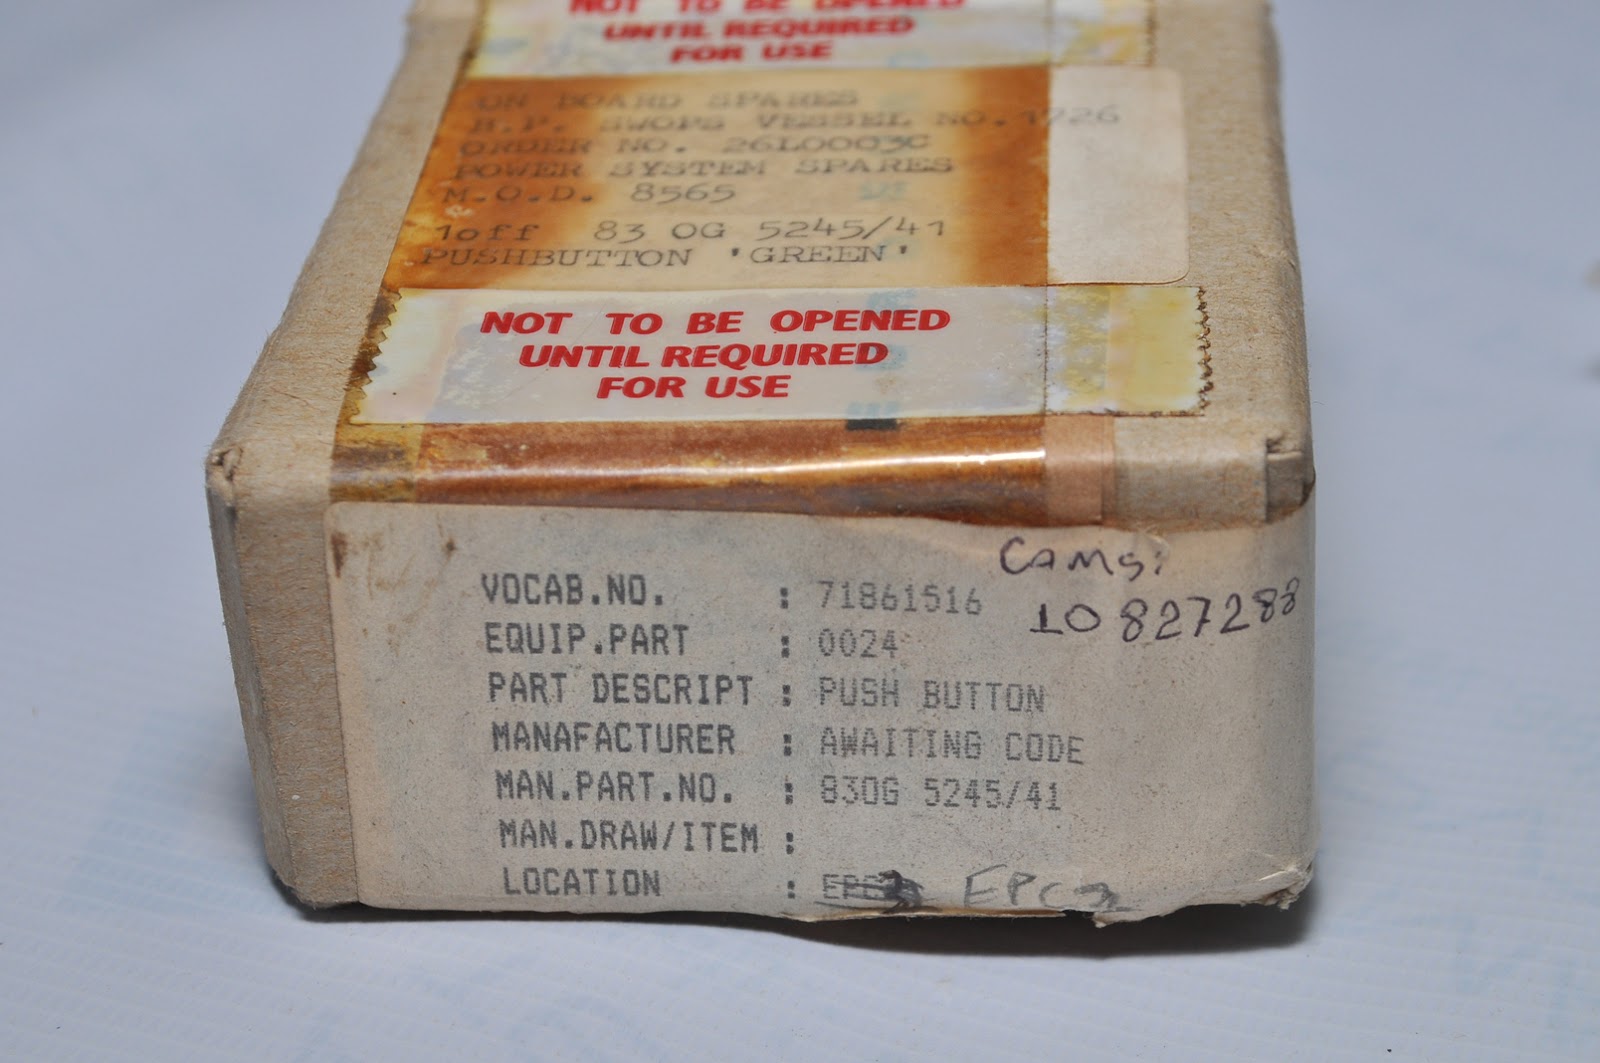 NOT TO BE OPENED
UNTIL REQUIRED
FOR USE
ON BOARD SPARES
B.P. SWOPS VESSEL NO. 1726
ORDER NO. 26L0003C
POWER SYSTEM SPARES
M.O.D. 8565
1off 83 OG 5245/41
PUSHBUTTON 'GREEN'
NOT TO BE OPENED
UNTIL REQUIRED
FOR USE
CAMS:
10827288
VOCAB.NO. : 71861516
EQUIP.PART : 0024
PART DESCRIPT : PUSH BUTTON
MANAFACTURER : AWAITING CODE
MAN.PART.NO. : 830G 5245/41
MAN.DRAW/ITEM :
LOCATION : EPC2